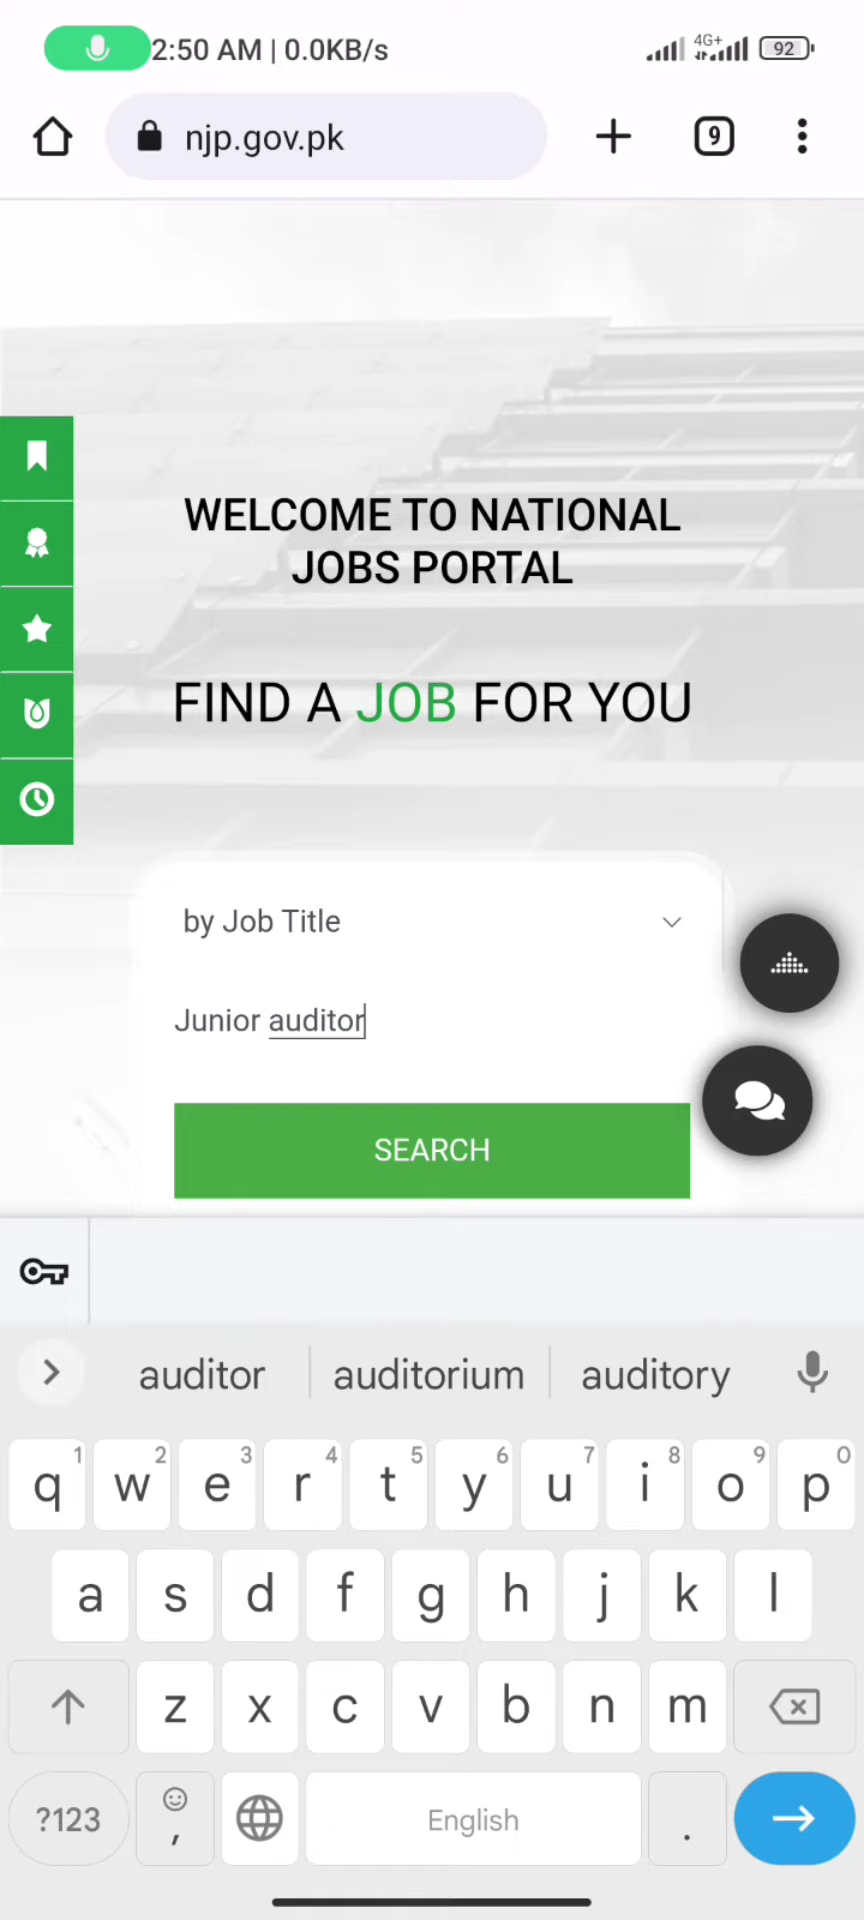 2:50 AM | 0.0KB/s 4G+ 92
njp.gov.pk 9
WELCOME TO NATIONAL
JOBS PORTAL
FIND A JOB FOR YOU
by Job Title
Junior auditor
SEARCH
auditor auditorium auditory
q 1 w 2 e 3 r 4 t 5 y 6 u 7 i 8 o 9 p 0
a s d f g h j k l
z x c v b n m
?123 , English .